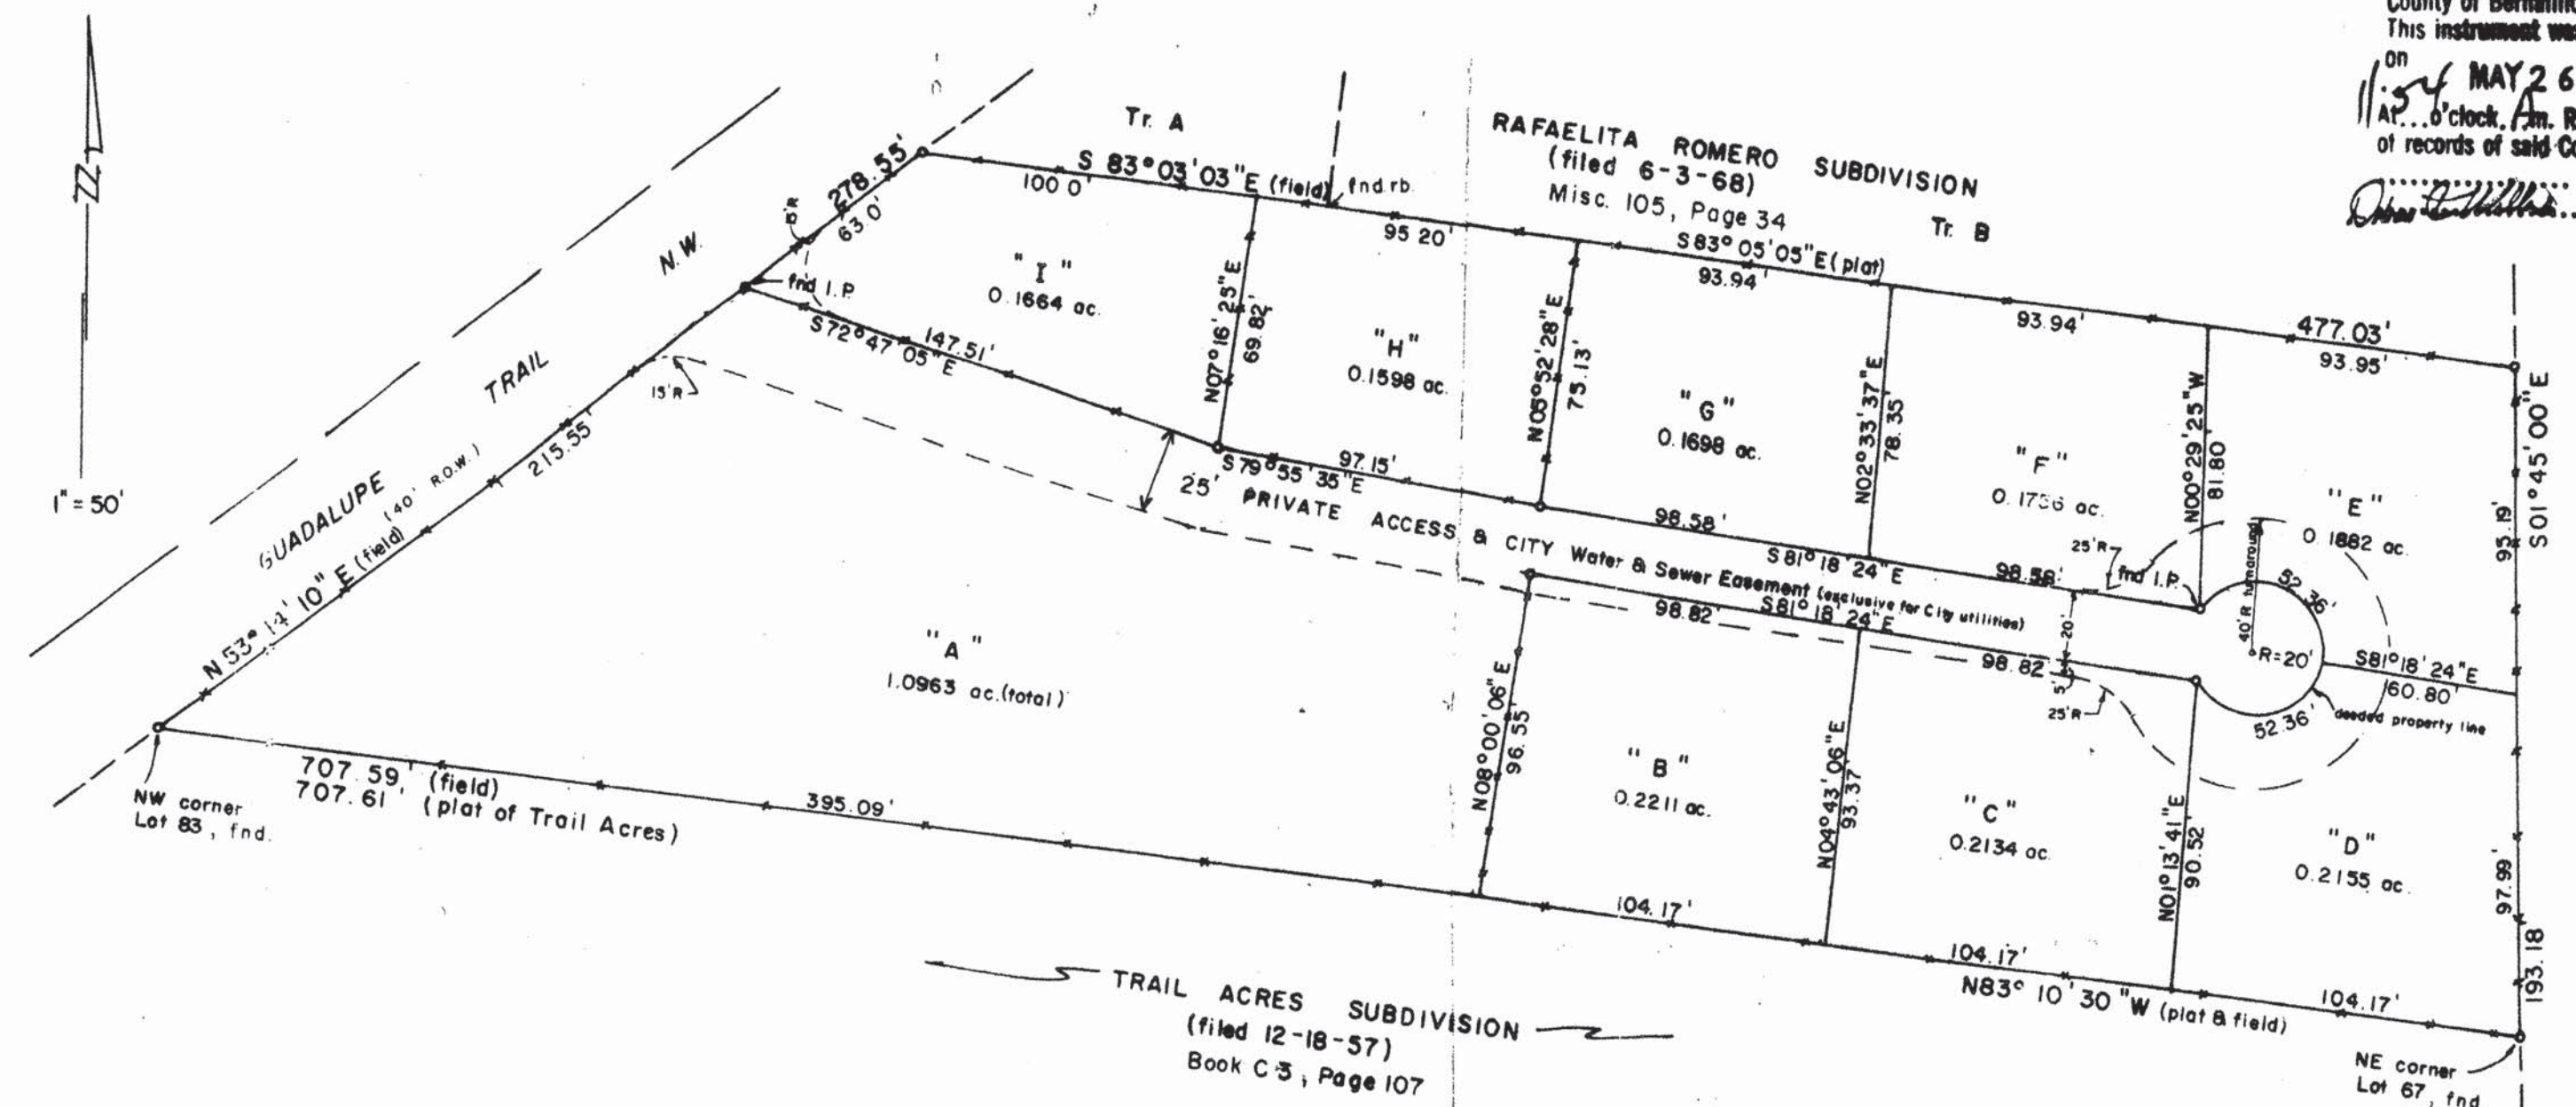 County of
This instrument was
on
11:54 MAY 26
At...o'clock, Am. R
of records of said Co
N
1" = 50'
N.W.
TRAIL
GUADALUPE
(40' R.O.W.)
278.55'
63.0'
15'R
fnd I.P.
215.55'
15'R
N 53° 10" E (field)
Tr. A
S 83°03'03"E (field)
100 0'
fnd. rb.
RAFAELITA ROMERO SUBDIVISION
(filed 6-3-68)
Misc. 105, Page 34
Tr. B
95 20'
S83° 05'05"E (plat)
93.94'
93.94'
477.03'
93.95'
"I"
0.1664 ac.
147.51'
S72°47'05"E
N07°16'25"E
69.82'
"H"
0.1598 ac.
97.15'
S79°55'35"E
N05°52'28"E
75.13'
"G"
0.1698 ac.
98.58'
S81°18'24"E
N02°33'37"E
78.35'
"F"
ac.
98.58'
N00°29'25"W
81.80'
"E"
0.1882 ac.
S01°45'00"E
95.19'
25'R
fnd I.P.
52.36'
40'R turnaround
R=20'
S81°18'24"E
60.80'
deeded property line
52.36'
25' PRIVATE ACCESS & CITY Water & Sewer Easement (exclusive for City utilities)
20'
5'
25'R
98.82'
S81°18'24"E
98.82
"A"
1.0963 ac.(total)
N08°00'06"E
96.55'
"B"
0.2211 ac.
N04°43'06"E
93.37'
"C"
0.2134 ac.
N01°13'41"E
90.52'
"D"
0.2155 ac.
97.99'
193.18'
NW corner
Lot 83, fnd.
707.59' (field)
707.61' (plat of Trail Acres)
395.09'
104.17'
104.17'
104.17'
N83° 10'30"W (plat & field)
TRAIL ACRES SUBDIVISION
(filed 12-18-57)
Book C3, Page 107
NE corner
Lot 67, fnd